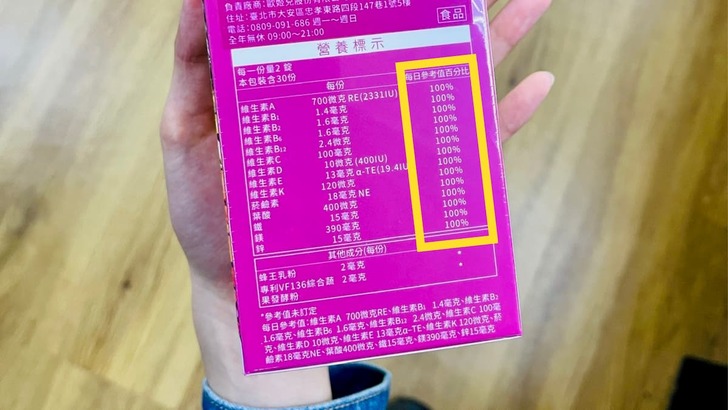 負責廠商：歐姬兒股份有限公
住址：臺北市大安區忠孝東路四段147巷1號5樓
電話：0809-091-686 週一～週日
全年無休 09:00～21:00
食品
營養標示
每一份量2 錠
本包裝含30份
每份 每日參考值百分比
維生素A 700微克 RE(2331IU) 100%
維生素B₁ 1.4毫克 100%
維生素B₂ 1.6毫克 100%
維生素B₆ 1.6毫克 100%
維生素B₁₂ 2.4微克 100%
維生素C 100毫克 100%
維生素D 10微克 (400IU) 100%
維生素E 13毫克 α-TE(19.4IU 100%
維生素K 120微克 100%
菸鹼素 18毫克 NE 100%
葉酸 400微克 100%
鐵 15毫克 100%
鎂 390毫克 100%
鋅 15毫克 100%
其他成分(每份)
蜂王乳粉 2毫克 *
專利VF136綜合蔬 2毫克 *
果發酵粉
*參考值未訂定
每日參考值：維生素A 700微克RE、維生素B₁ 1.4毫克、維生素B₂
1.6毫克、維生素B₆ 1.6毫克、維生素B₁₂ 2.4微克、維生素C 100毫
克、維生素D 10微克、維生素E 13毫克α-TE、維生素K 120微克、菸
鹼素18毫克NE、葉酸400微克、鐵15毫克、鎂390毫克、鋅15毫克